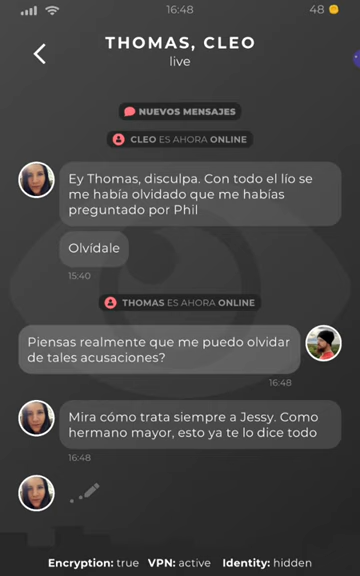 16:48
48
THOMAS, CLEO
live
NUEVOS MENSAJES
CLEO ES AHORA ONLINE
Ey Thomas, disculpa. Con todo el lío se
me había olvidado que me habías
preguntado por Phil
Olvídale
15:40
THOMAS ES AHORA ONLINE
Piensas realmente que me puedo olvidar
de tales acusaciones?
16:48
Mira cómo trata siempre a Jessy. Como
hermano mayor, esto ya te lo dice todo
16:48
Encryption: true VPN: active Identity: hidden